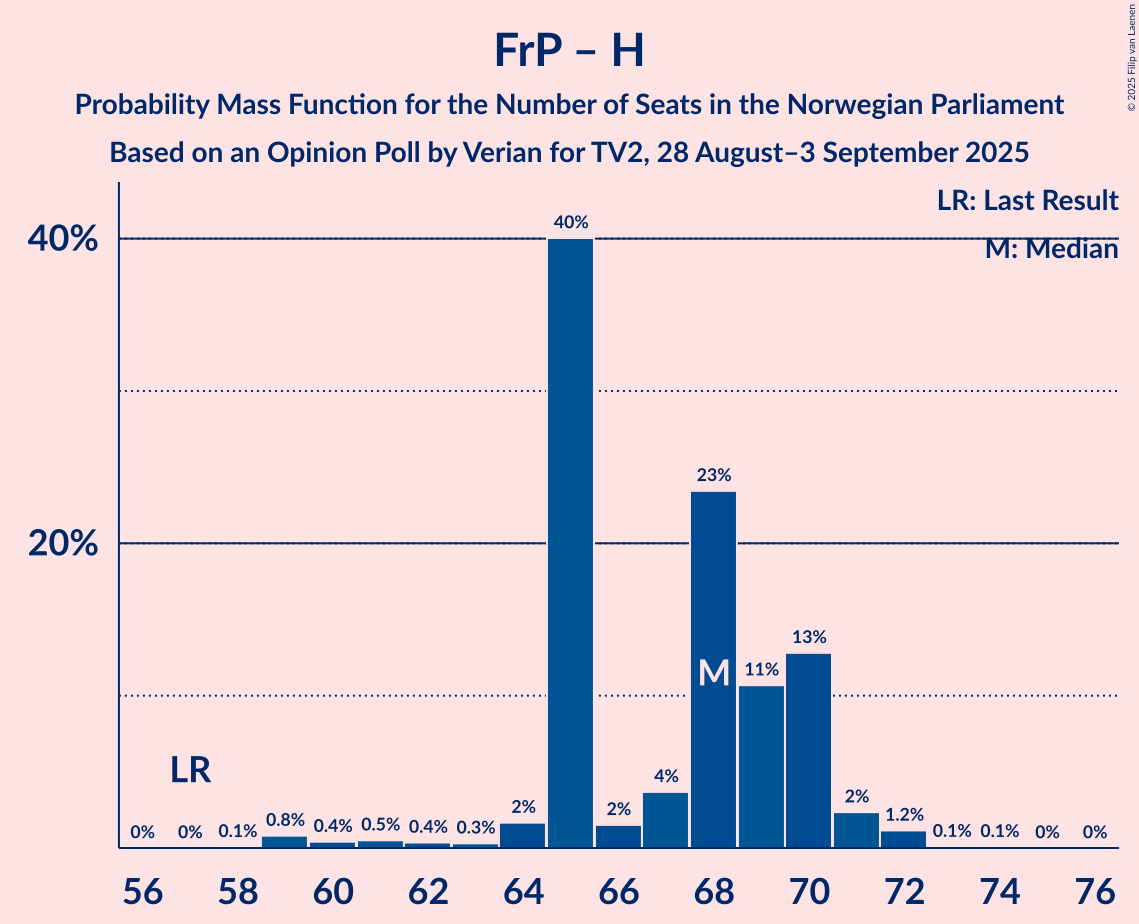 FrP – H
Probability Mass Function for the Number of Seats in the Norwegian Parliament
Based on an Opinion Poll by Verian for TV2, 28 August–3 September 2025
© 2025 Filip van Laenen
LR: Last Result
M: Median
40%
20%
0% 0% 0.1% 0.8% 0.4% 0.5% 0.4% 0.3% 2% 40% 2% 4% 23% 11% 13% 2% 1.2% 0.1% 0.1% 0% 0%
LR
M
56 58 60 62 64 66 68 70 72 74 76